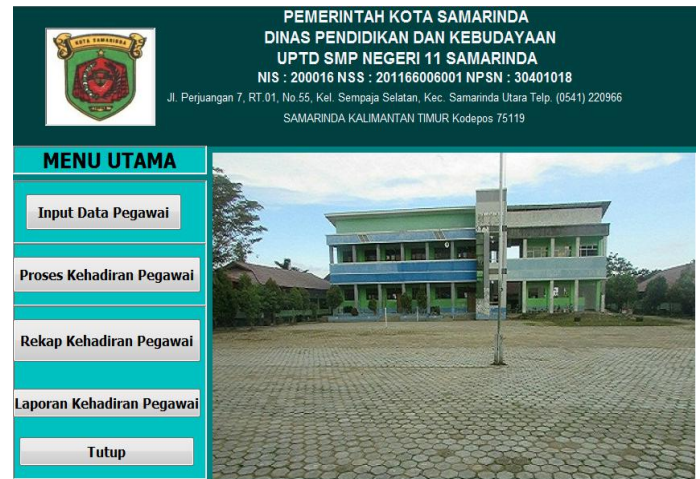 KOTA SAMARINDA
PEMERINTAH KOTA SAMARINDA
DINAS PENDIDIKAN DAN KEBUDAYAAN
UPTD SMP NEGERI 11 SAMARINDA
NIS : 200016 NSS : 201166006001 NPSN : 30401018
Jl. Perjuangan 7, RT.01, No.55, Kel. Sempaja Selatan, Kec. Samarinda Utara Telp. (0541) 220966
SAMARINDA KALIMANTAN TIMUR Kodepos 75119
MENU UTAMA
Input Data Pegawai
Proses Kehadiran Pegawai
Rekap Kehadiran Pegawai
Laporan Kehadiran Pegawai
Tutup